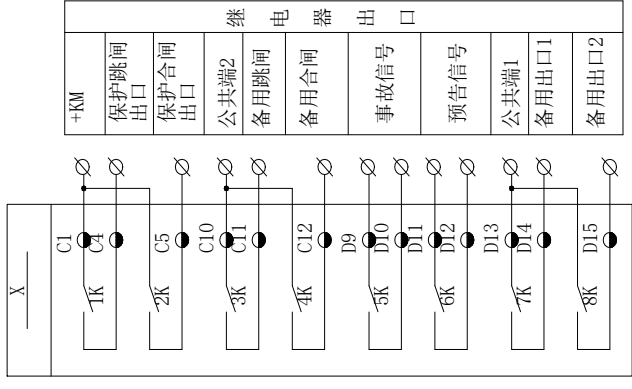 继电器出口
+KM
保护跳闸
出口
保护合闸
出口
公共端2
备用跳闸
备用合闸
事故信号
预告信号
公共端1
备用出口1
备用出口2
X
C1
C4
C5
C10
C11
C12
D9
D10
D11
D12
D13
D14
D15
1K
2K
3K
4K
5K
6K
7K
8K